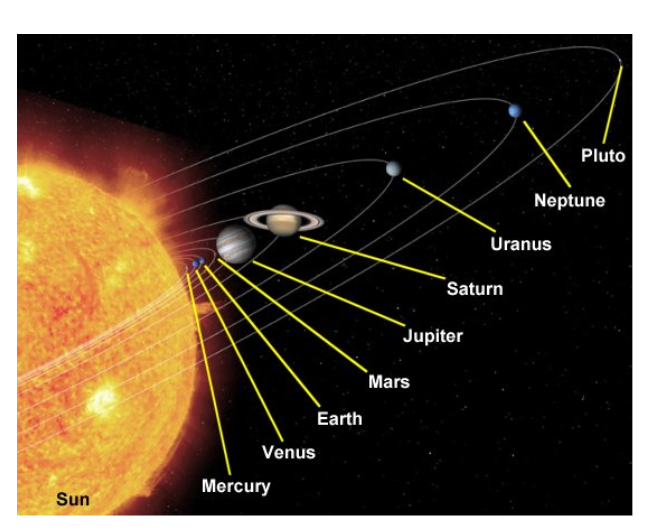 Pluto
Neptune
Uranus
Saturn
Jupiter
Mars
Earth
Venus
Mercury
Sun